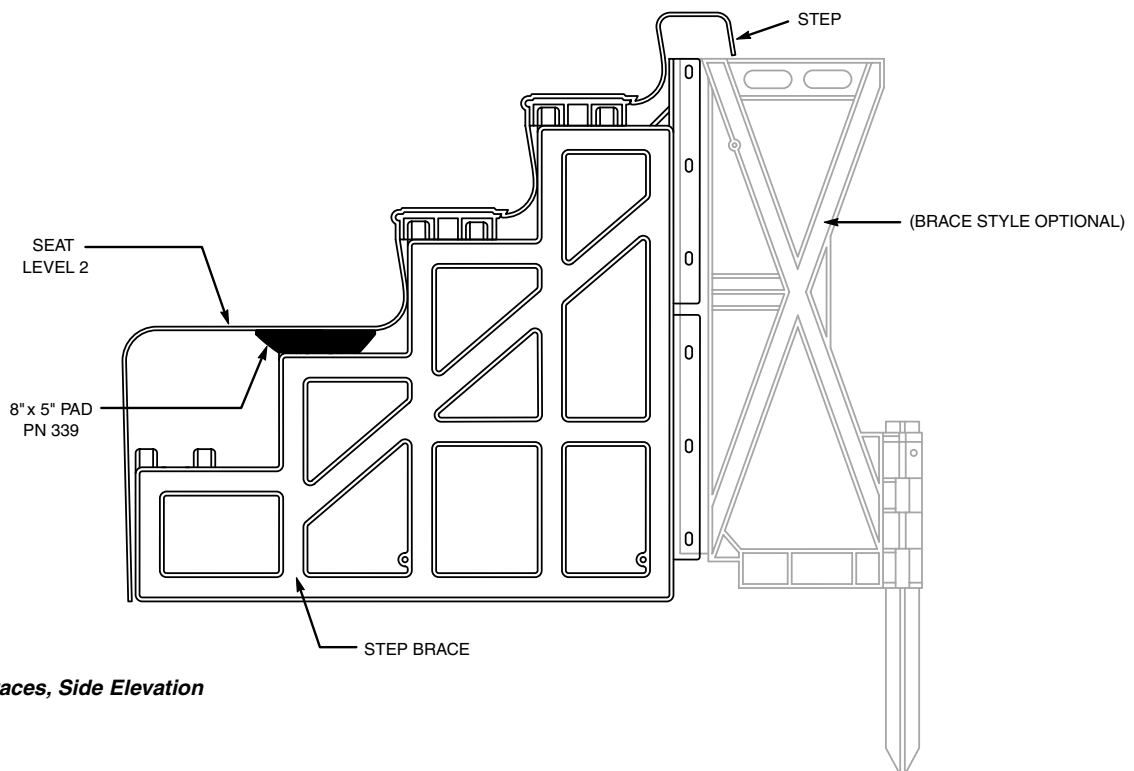 STEP
(BRACE STYLE OPTIONAL)
SEAT
LEVEL 2
8" x 5" PAD
PN 339
STEP BRACE
aces, Side Elevation